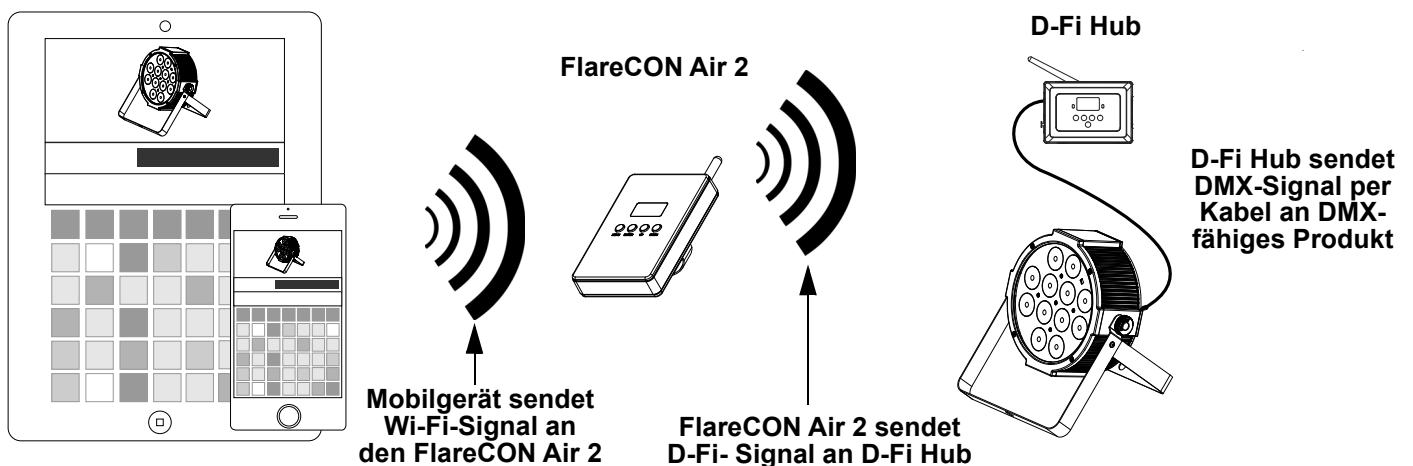 D-Fi Hub
FlareCON Air 2
D-Fi Hub sendet
DMX-Signal per
Kabel an DMX-
fähiges Produkt
Mobilgerät sendet
Wi-Fi-Signal an
den FlareCON Air 2
FlareCON Air 2 sendet
D-Fi- Signal an D-Fi Hub